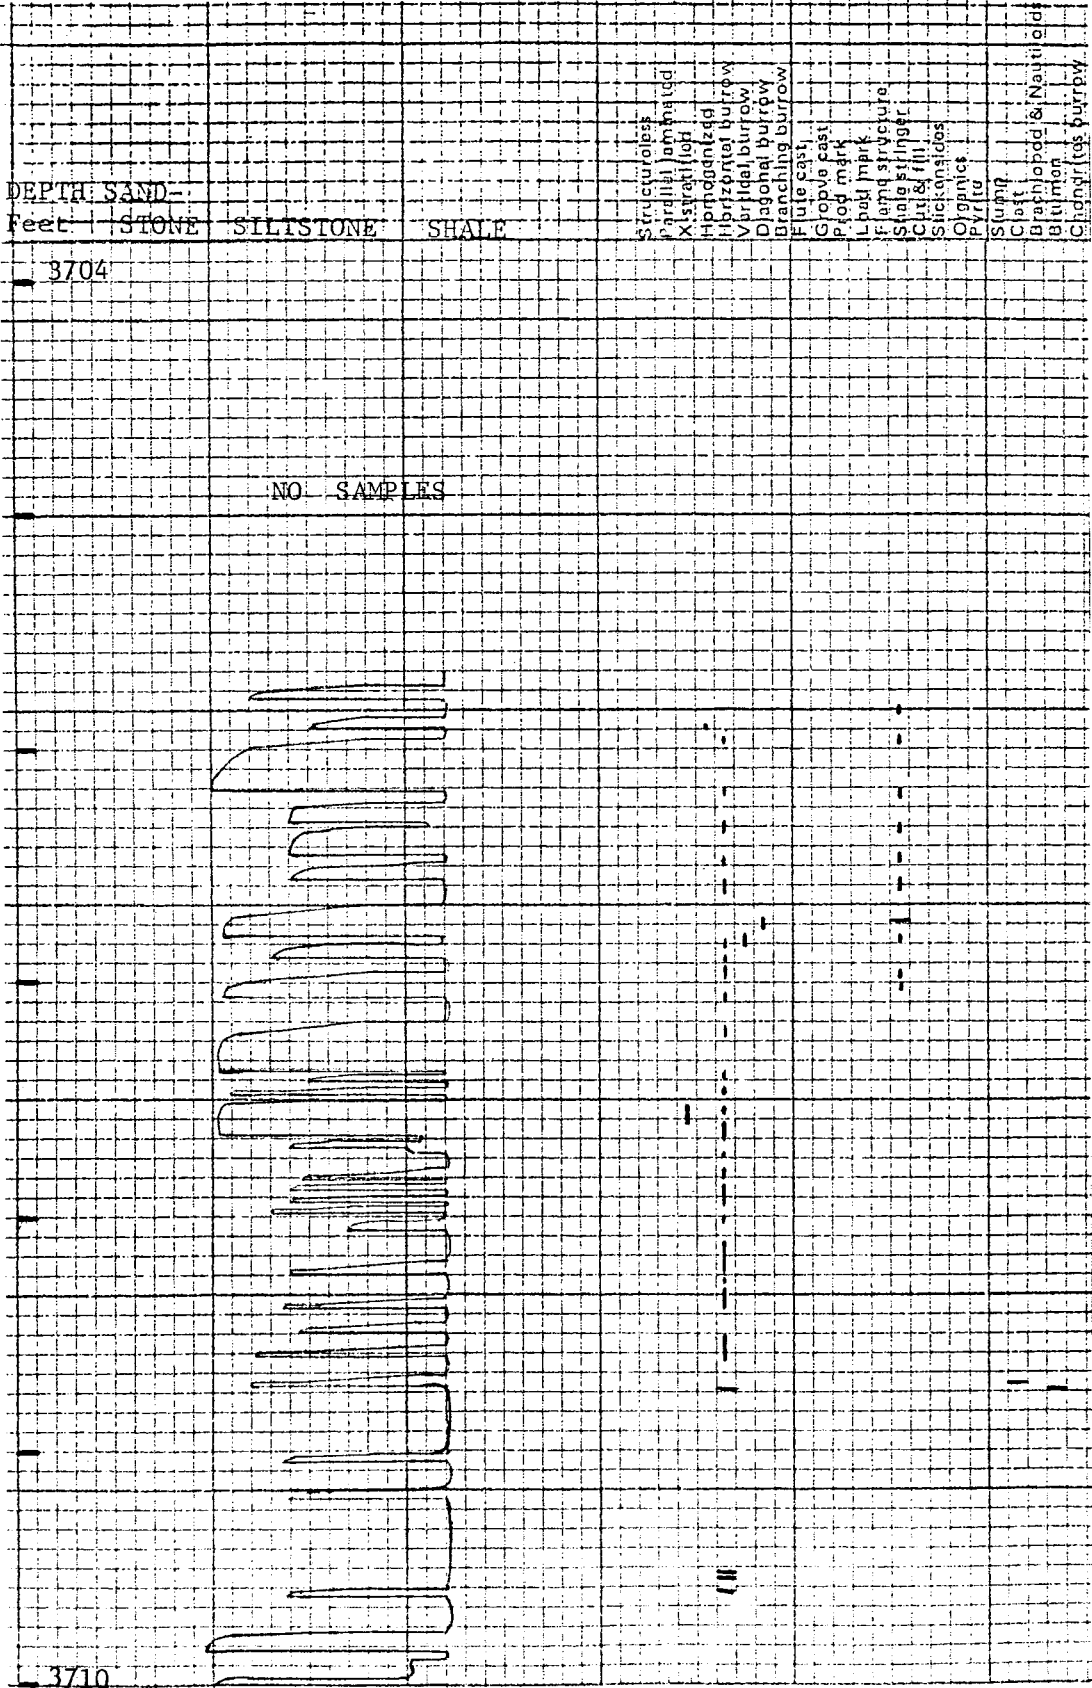 DEPTH SAND-
Feet STONE SILTSTONE SHALE
Structureless
Parallel laminated
X-stratified
Homogenized
Horizontal burrow
Vertical burrow
Diagonal burrow
Branching burrow
Flute cast
Groove cast
Prod mark
Load mark
Flame structure
Shale stringer
Cut & fill
Slickensides
Organics
Pyrite
Slump
Clast
Brachiopod & Nautiloids
Bitumen
Chondrites burrow
3704
NO SAMPLES
3710